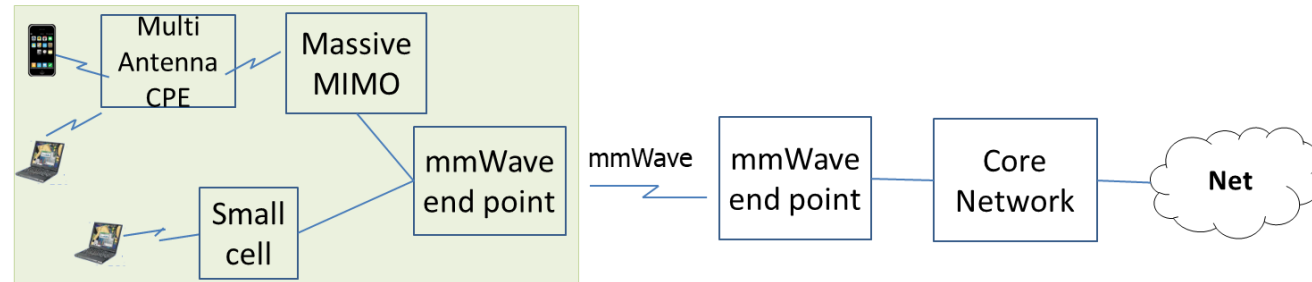 Multi
Antenna
CPE
Massive
MIMO
mmWave
end point
Small
cell
mmWave
mmWave
end point
Core
Network
Net